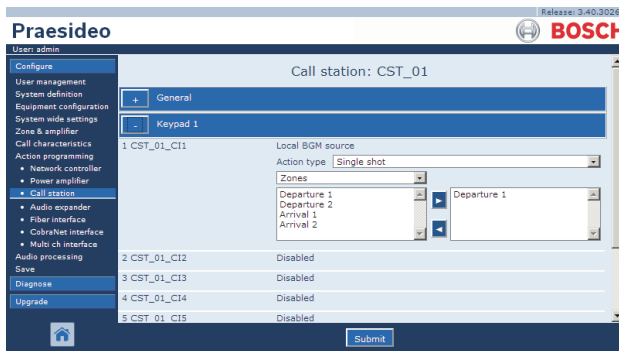 Release: 3.40.3026
Praesideo
BOSCH
User: admin
Configure
User management
System definition
Equipment configuration
System wide settings
Zone & amplifier
Call characteristics
Action programming
• Network controller
• Power amplifier
• Call station
• Audio expander
• Fiber interface
• CobraNet interface
• Multi ch interface
Audio processing
Save
Diagnose
Upgrade
Call station: CST_01
+ General
- Keypad 1
1 CST_01_CI1 Local BGM source
Action type Single shot
Zones
Departure 1
Departure 2
Arrival 1
Arrival 2
Departure 1
2 CST_01_CI2 Disabled
3 CST_01_CI3 Disabled
4 CST_01_CI4 Disabled
5 CST_01_CI5 Disabled
Submit